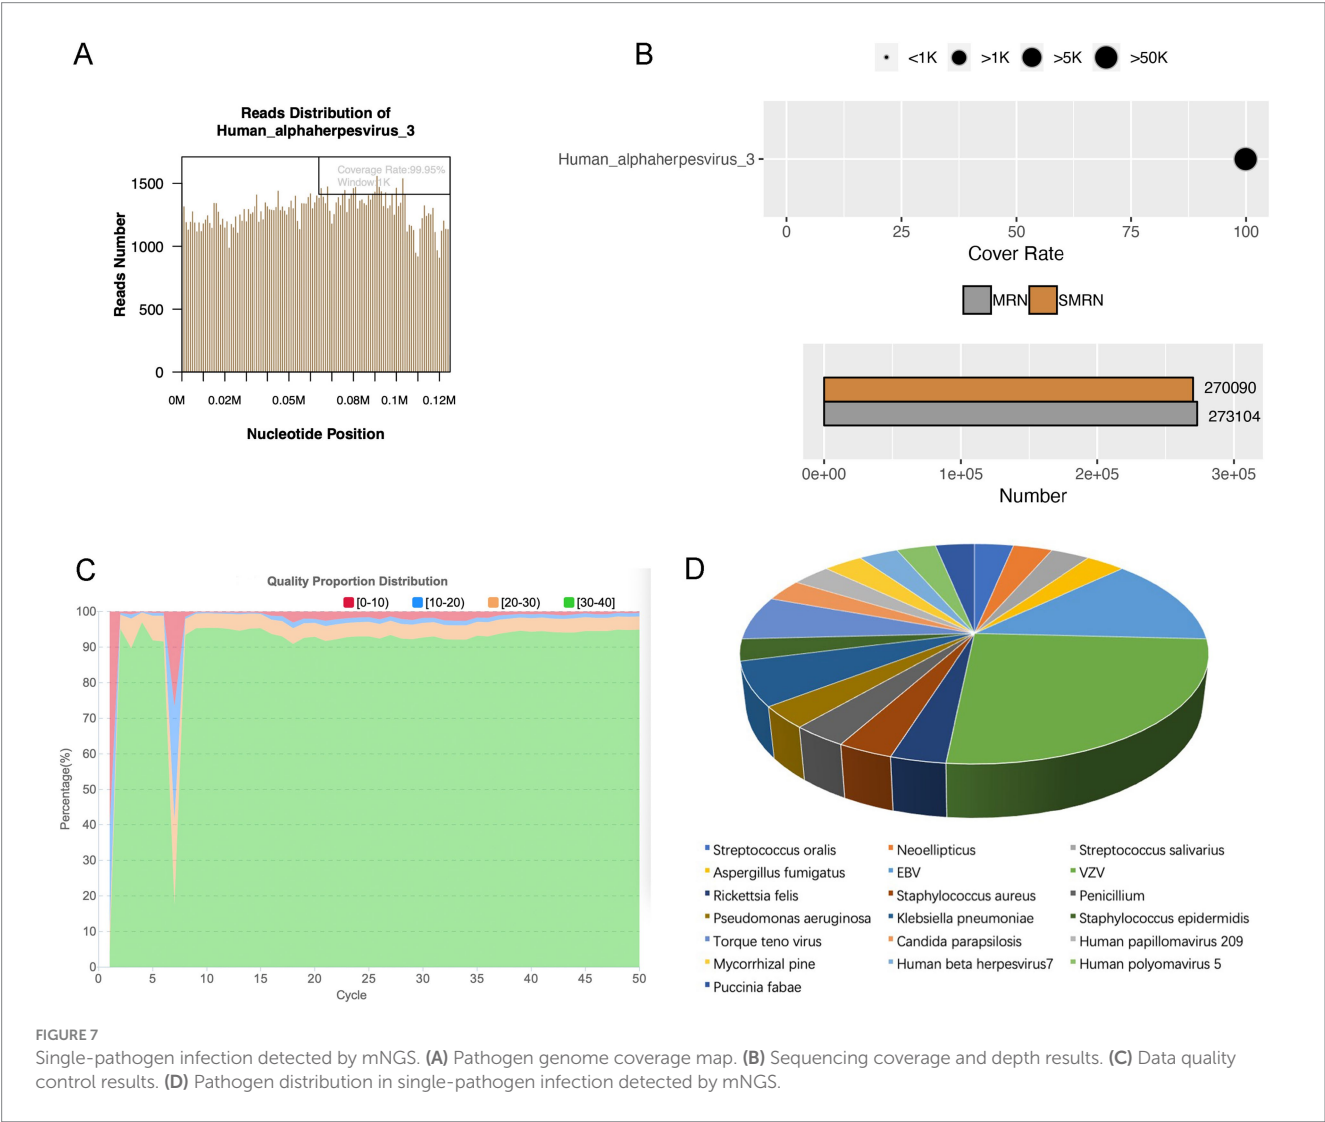 A
Reads Distribution of
Human_alphaherpesvirus_3
Coverage Rate:99.95%
Window:1K
1500
1000
500
0
Reads Number
0M 0.02M 0.05M 0.08M 0.1M 0.12M
Nucleotide Position
B
<1K >1K >5K >50K
Human_alphaherpesvirus_3
0 25 50 75 100
Cover Rate
MRN SMRN
270090
273104
0e+00 1e+05 2e+05 3e+05
Number
C
Quality Proportion Distribution
[0-10) [10-20) [20-30) [30-40]
100
90
80
70
60
50
40
30
20
10
0
Percentage(%)
0 5 10 15 20 25 30 35 40 45 50
Cycle
D
Streptococcus oralis Neoellipticus Streptococcus salivarius
Aspergillus fumigatus EBV VZV
Rickettsia felis Staphylococcus aureus Penicillium
Pseudomonas aeruginosa Klebsiella pneumoniae Staphylococcus epidermidis
Torque teno virus Candida parapsilosis Human papillomavirus 209
Mycorrhizal pine Human beta herpesvirus7 Human polyomavirus 5
Puccinia fabae
FIGURE 7
Single-pathogen infection detected by mNGS. (A) Pathogen genome coverage map. (B) Sequencing coverage and depth results. (C) Data quality
control results. (D) Pathogen distribution in single-pathogen infection detected by mNGS.